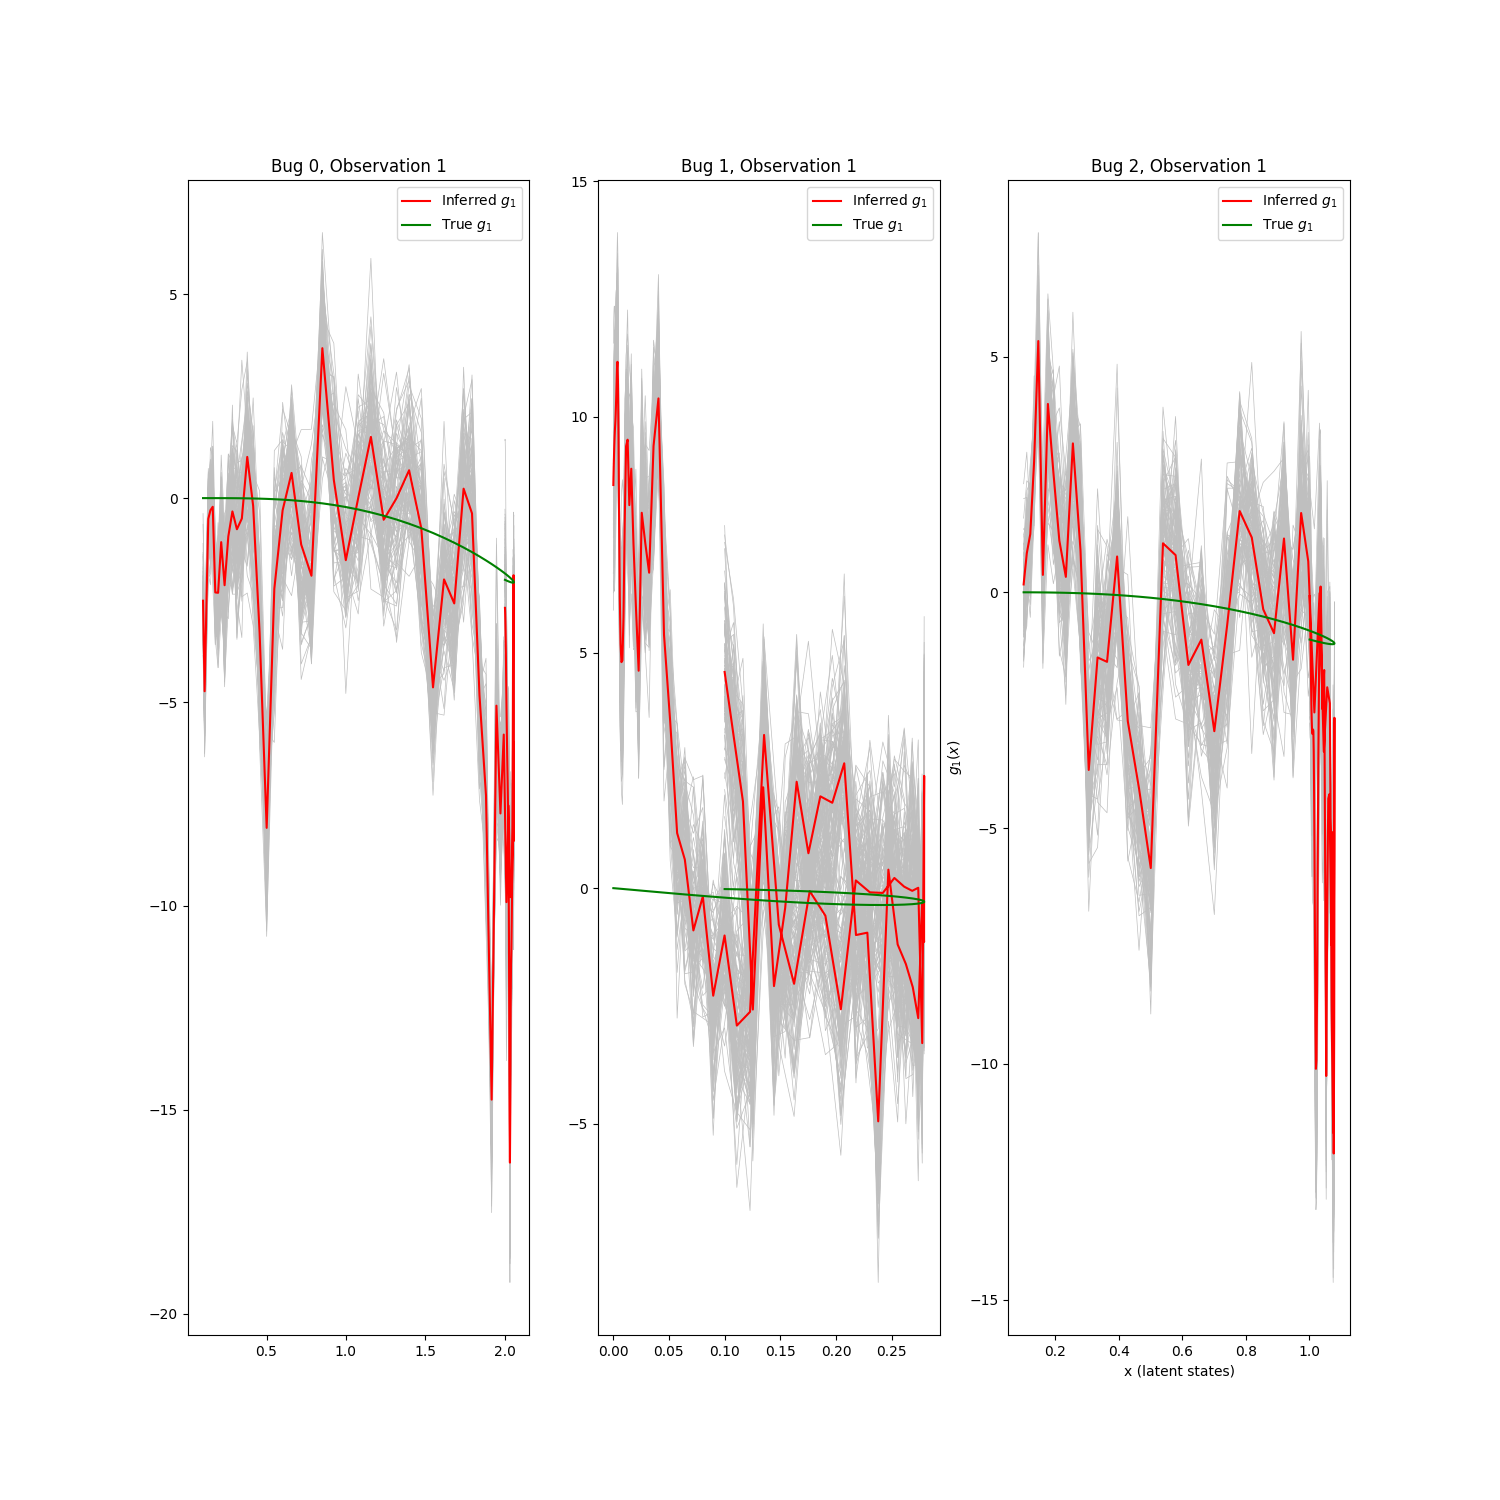 Bug 0, Observation 1
Inferred g₁
True g₁
5
0
−5
−10
−15
−20
0.5 1.0 1.5 2.0
Bug 1, Observation 1
Inferred g₁
True g₁
15
10
5
0
−5
0.00 0.05 0.10 0.15 0.20 0.25
Bug 2, Observation 1
Inferred g₁
True g₁
g₁(x)
5
0
−5
−10
−15
0.2 0.4 0.6 0.8 1.0
x (latent states)